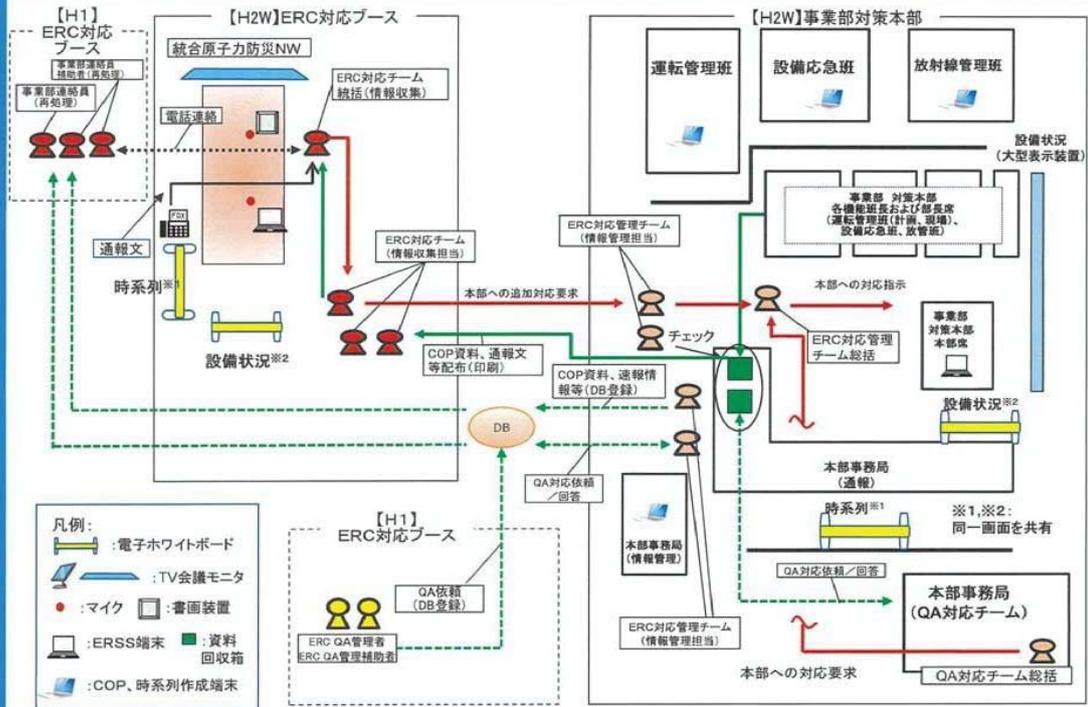 【H1】
ERC対応
ブース
事業部連絡員
補助者(再処理)
事業部連絡員
(再処理)
【H2W】ERC対応ブース
統合原子力防災NW
電話連絡
ERC対応チーム
統括(情報収集)
FAX
通報文
時系列※1
設備状況※2
ERC対応チーム
(情報収集担当)
本部への追加対応要求
COP資料、通報文
等配布(印刷)
COP資料、速報情
報等(DB登録)
DB
QA対応依頼
/回答
【H2W】事業部対策本部
運転管理班
設備応急班
放射線管理班
設備状況
(大型表示装置)
事業部 対策本部
各機能班長および部長席
(運転管理班(計画、現場)、
設備応急班、放管班)
ERC対応管理チーム
(情報管理担当)
チェック
本部への対応指示
ERC対応管理
チーム総括
事業部
対策本部
本部席
設備状況※2
本部事務局
(通報)
時系列※1
※1,※2:
同一画面を共有
本部事務局
(情報管理)
QA対応依頼/回答
ERC対応管理チーム
(情報管理担当)
本部事務局
(QA対応チーム)
本部への対応要求
QA対応チーム総括
【H1】
ERC対応ブース
QA依頼
(DB登録)
ERC QA管理者
ERC QA管理補助者
凡例:
:電子ホワイトボード
:TV会議モニタ
:マイク
:書画装置
:ERSS端末
:資料
回収箱
:COP、時系列作成端末